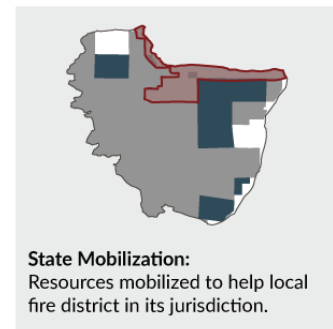 State Mobilization:
Resources mobilized to help local
fire district in its jurisdiction.